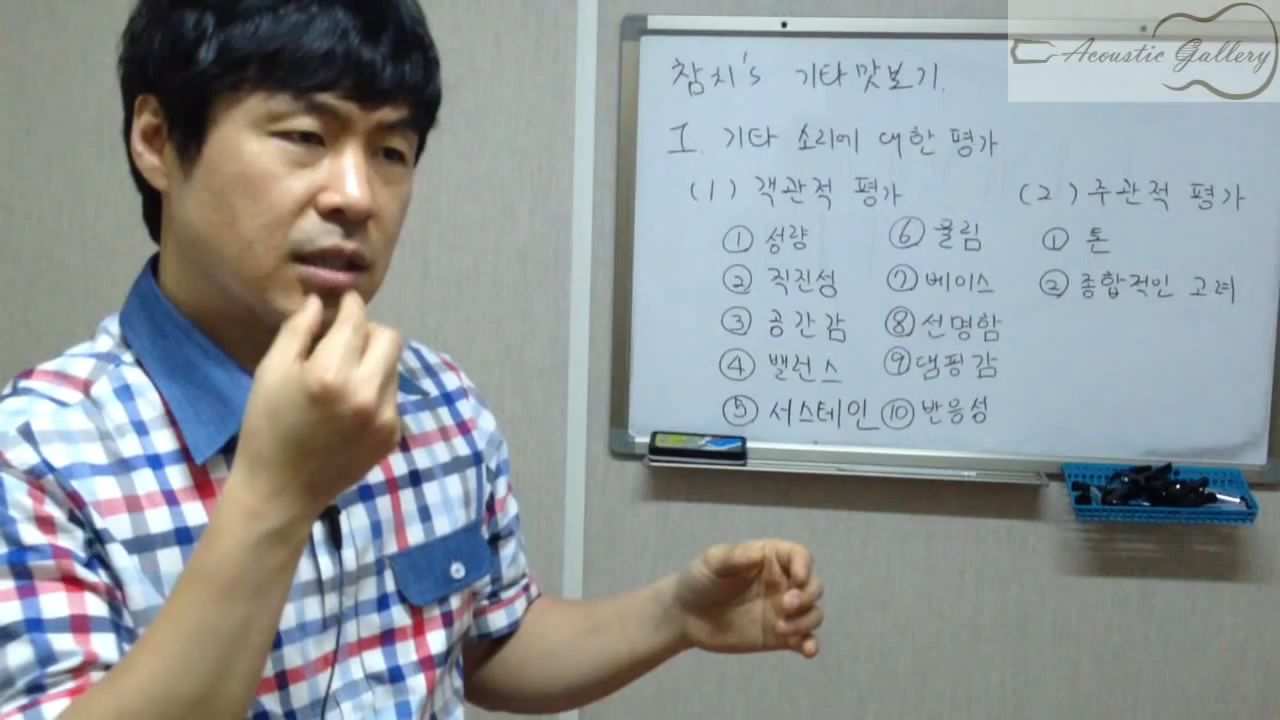 Acoustic Gallery
참치's 기타맛보기.
I. 기타 소리에 대한 평가
(1) 객관적 평가
① 성량
② 직진성
③ 공간감
④ 밸런스
⑤ 서스테인
⑥ 울림
⑦ 베이스
⑧ 선명함
⑨ 댐핑감
⑩ 반응성
(2) 주관적 평가
① 톤
② 종합적인 고려